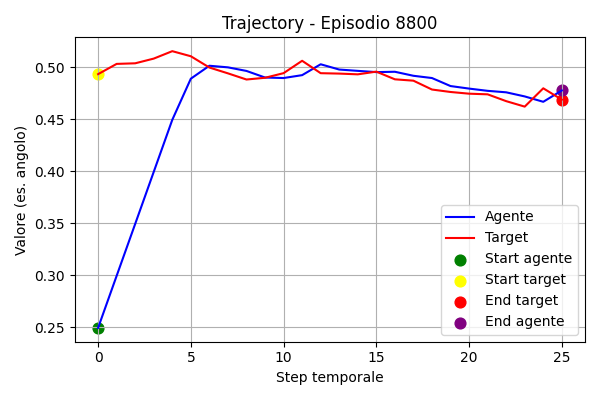 Trajectory - Episodio 8800
Valore (es. angolo)
0.50
0.45
0.40
0.35
0.30
0.25
Agente
Target
Start agente
Start target
End target
End agente
0 5 10 15 20 25
Step temporale